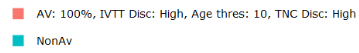 AV: 100%, IVTT Disc: High, Age thres: 10, TNC Disc: High
NonAv